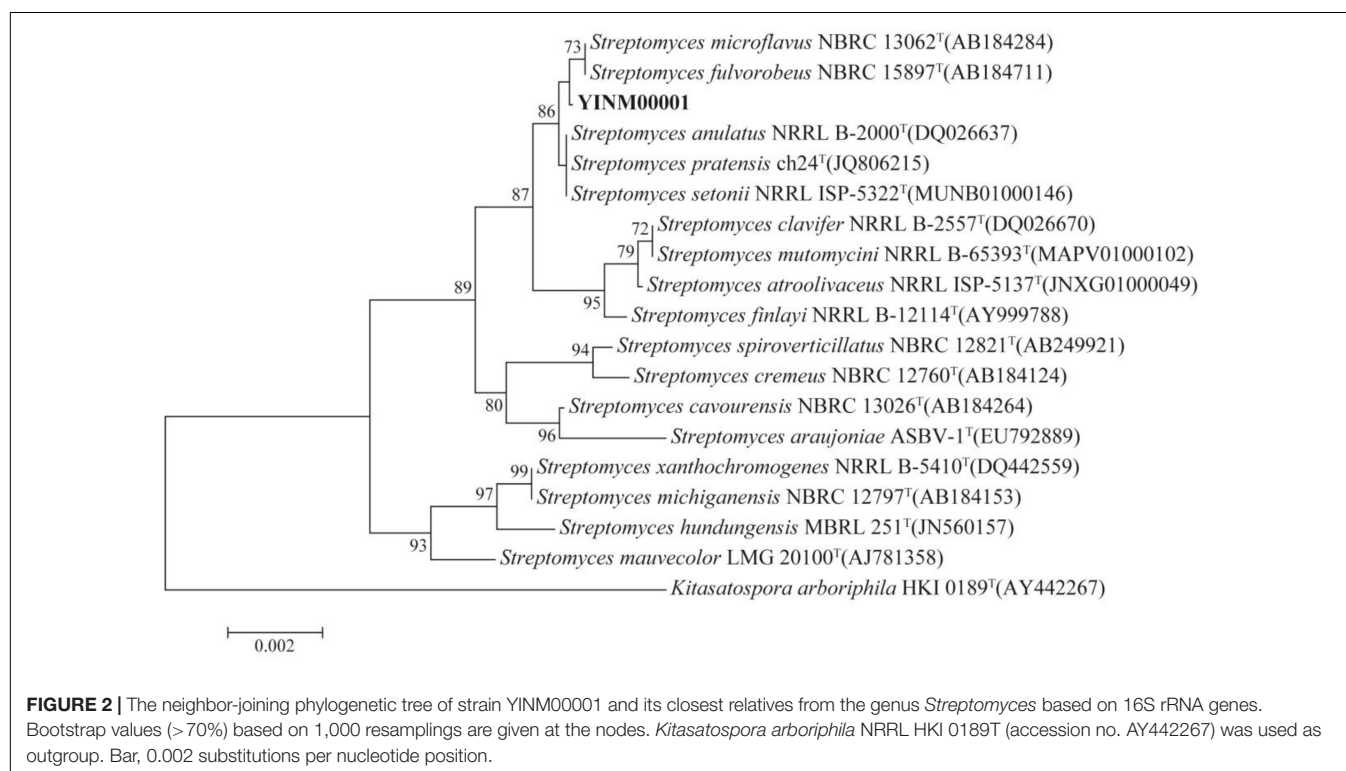 73
Streptomyces microflavus NBRC 13062T(AB184284)
Streptomyces fulvorobeus NBRC 15897T(AB184711)
YINM00001
86
Streptomyces anulatus NRRL B-2000T(DQ026637)
Streptomyces pratensis ch24T(JQ806215)
87
Streptomyces setonii NRRL ISP-5322T(MUNB01000146)
72
Streptomyces clavifer NRRL B-2557T(DQ026670)
79
Streptomyces mutomycini NRRL B-65393T(MAPV01000102)
89
Streptomyces atroolivaceus NRRL ISP-5137T(JNXG01000049)
95
Streptomyces finlayi NRRL B-12114T(AY999788)
94
Streptomyces spiroverticillatus NBRC 12821T(AB249921)
Streptomyces cremeus NBRC 12760T(AB184124)
80
Streptomyces cavourensis NBRC 13026T(AB184264)
96
Streptomyces araujoniae ASBV-1T(EU792889)
99
Streptomyces xanthochromogenes NRRL B-5410T(DQ442559)
97
Streptomyces michiganensis NBRC 12797T(AB184153)
Streptomyces hundungensis MBRL 251T(JN560157)
93
Streptomyces mauvecolor LMG 20100T(AJ781358)
Kitasatospora arboriphila HKI 0189T(AY442267)
0.002
FIGURE 2 | The neighbor-joining phylogenetic tree of strain YINM00001 and its closest relatives from the genus Streptomyces based on 16S rRNA genes.
Bootstrap values (>70%) based on 1,000 resamplings are given at the nodes. Kitasatospora arboriphila NRRL HKI 0189T (accession no. AY442267) was used as
outgroup. Bar, 0.002 substitutions per nucleotide position.